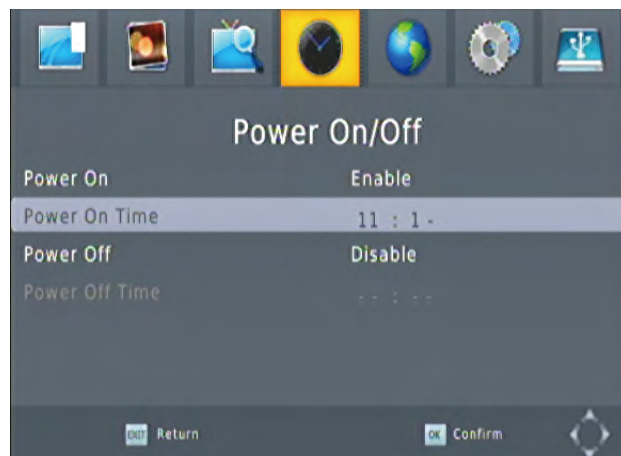 Power On/Off
Power On Enable
Power On Time 11 : 1 -
Power Off Disable
Power Off Time - - : - -
EXIT Return OK Confirm